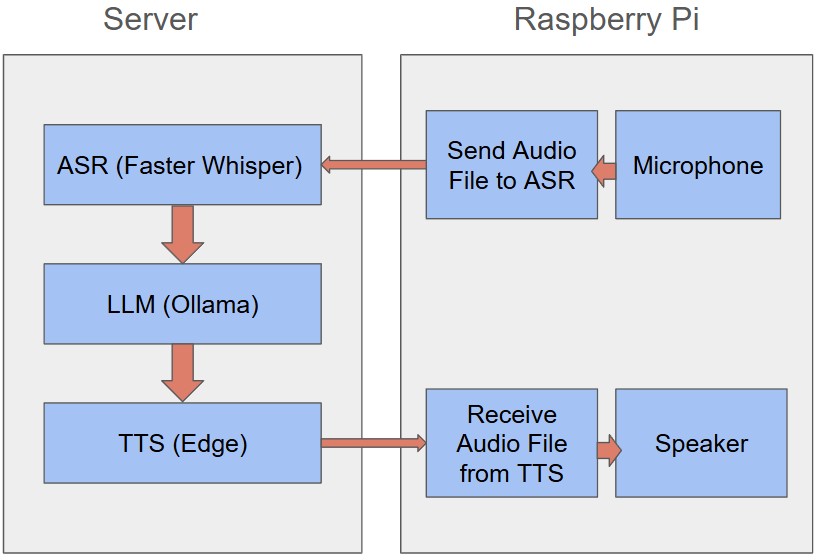 Server
Raspberry Pi
ASR (Faster Whisper)
Send Audio
File to ASR
Microphone
LLM (Ollama)
TTS (Edge)
Receive
Audio File
from TTS
Speaker